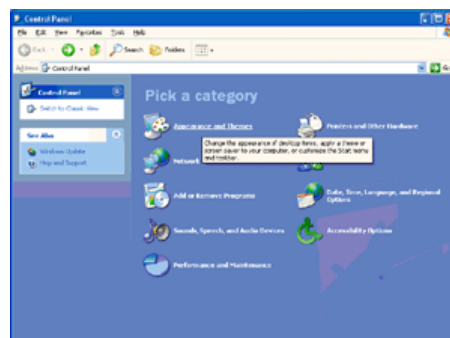 Control Panel
File Edit View Favorites Tools Help
Back Search Folders
Address Control Panel Go
Control Panel
Switch to Classic View
See Also
Windows Update
Help and Support
Pick a category
Appearance and Themes
Printers and Other Hardware
Change the appearance of desktop items, apply a theme or
screen saver to your computer, or customize the Start menu
and taskbar.
Network
Add or Remove Programs
Date, Time, Language, and Regional
Options
Sounds, Speech, and Audio Devices
Accessibility Options
Performance and Maintenance